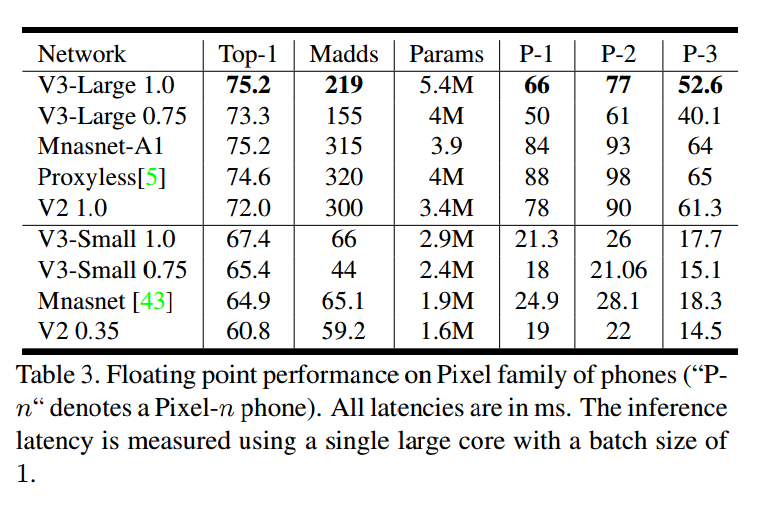 Network Top-1 Madds Params P-1 P-2 P-3
V3-Large 1.0 75.2 219 5.4M 66 77 52.6
V3-Large 0.75 73.3 155 4M 50 61 40.1
Mnasnet-A1 75.2 315 3.9 84 93 64
Proxyless[5] 74.6 320 4M 88 98 65
V2 1.0 72.0 300 3.4M 78 90 61.3
V3-Small 1.0 67.4 66 2.9M 21.3 26 17.7
V3-Small 0.75 65.4 44 2.4M 18 21.06 15.1
Mnasnet [43] 64.9 65.1 1.9M 24.9 28.1 18.3
V2 0.35 60.8 59.2 1.6M 19 22 14.5
Table 3. Floating point performance on Pixel family of phones (“P-
n“ denotes a Pixel-n phone). All latencies are in ms. The inference
latency is measured using a single large core with a batch size of
1.